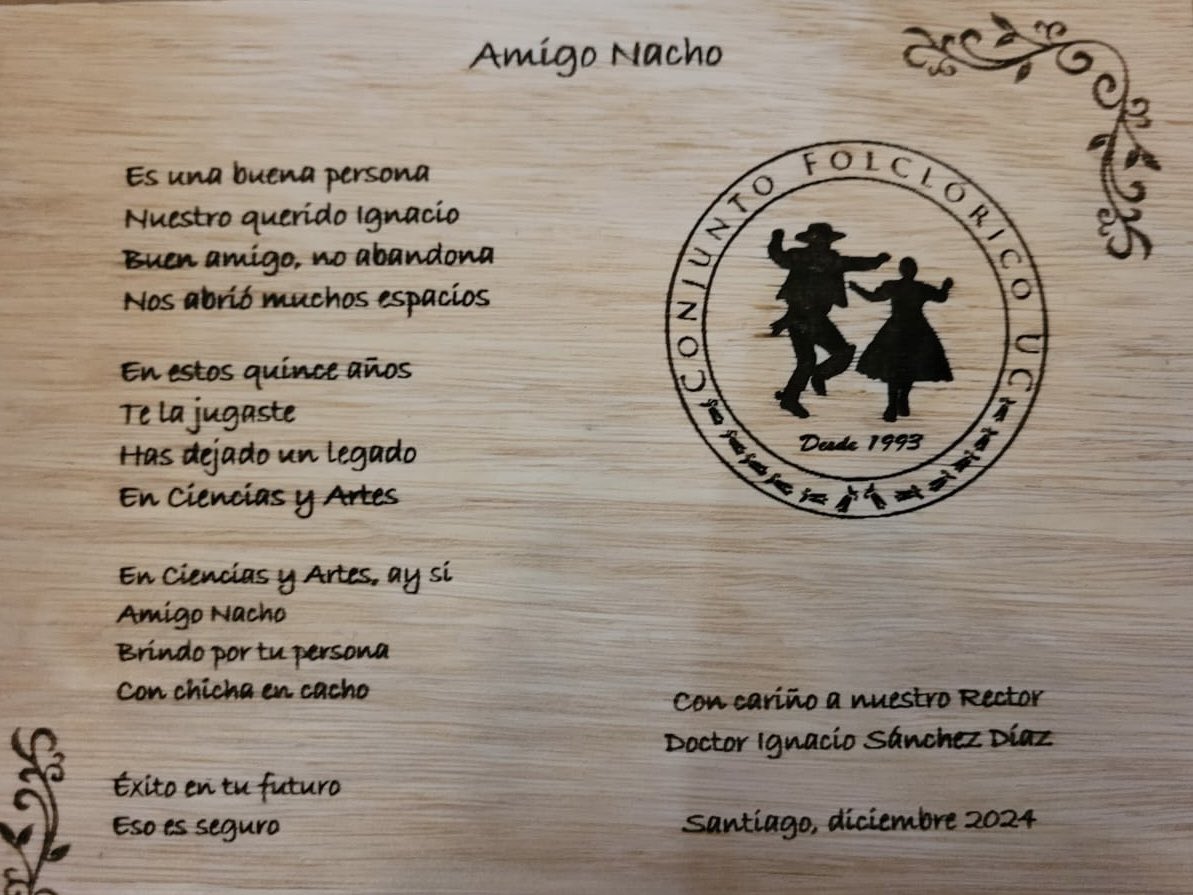 Amigo Nacho
Es una buena persona
Nuestro querido Ignacio
Buen amigo, no abandona
Nos abrió muchos espacios
En estos quince años
Te la jugaste
Has dejado un legado
En Ciencias y Artes
En Ciencias y Artes, ay sí
Amigo Nacho
Brindo por tu persona
Con chicha en cacho
Éxito en tu futuro
Eso es seguro
CONJUNTO FOLCLÓRICO UC
Desde 1993
Con cariño a nuestro Rector
Doctor Ignacio Sánchez Díaz
Santiago, diciembre 2024